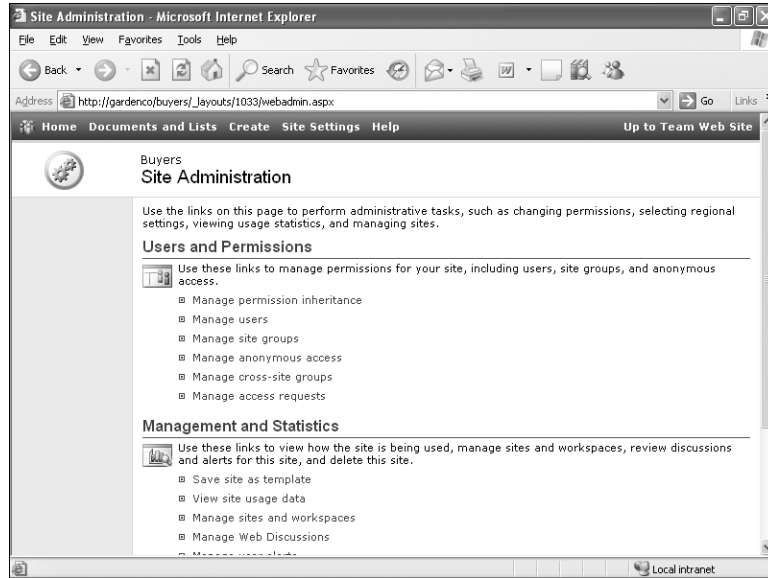 Site Administration - Microsoft Internet Explorer
File Edit View Favorites Tools Help
Back Search Favorites
Address http://gardenco/buyers/_layouts/1033/webadmin.aspx Go Links
Home Documents and Lists Create Site Settings Help Up to Team Web Site
Buyers
Site Administration
Use the links on this page to perform administrative tasks, such as changing permissions, selecting regional
settings, viewing usage statistics, and managing sites.
Users and Permissions
Use these links to manage permissions for your site, including users, site groups, and anonymous
access.
Manage permission inheritance
Manage users
Manage site groups
Manage anonymous access
Manage cross-site groups
Manage access requests
Management and Statistics
Use these links to view how the site is being used, manage sites and workspaces, review discussions
and alerts for this site, and delete this site.
Save site as template
View site usage data
Manage sites and workspaces
Manage Web Discussions
Manage user alerts
Local intranet